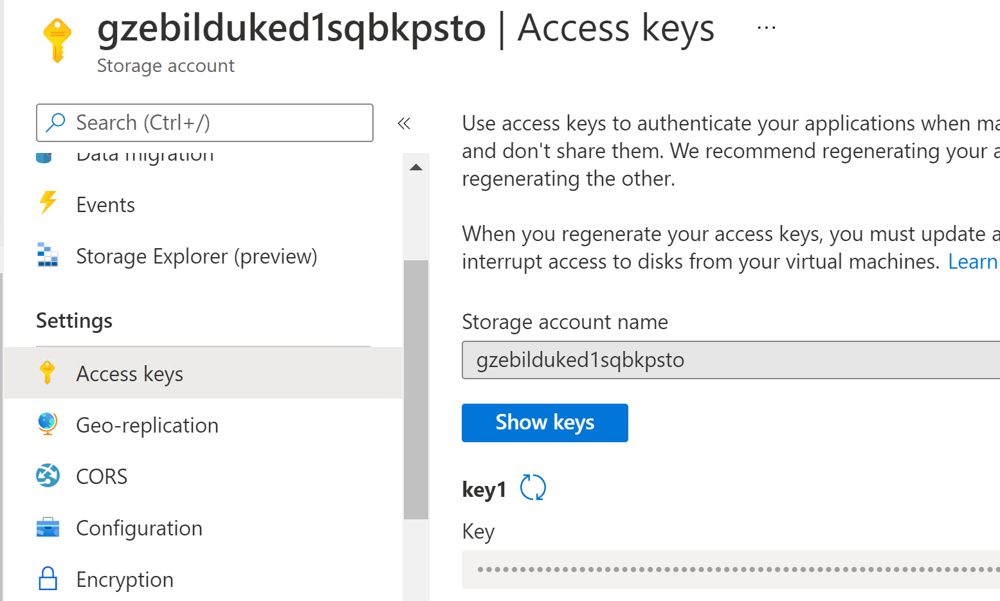 gzebilduked1sqbkpsto | Access keys ...
Storage account
Search (Ctrl+/)
«
Use access keys to authenticate your applications when ma
and don't share them. We recommend regenerating your a
regenerating the other.
When you regenerate your access keys, you must update a
interrupt access to disks from your virtual machines. Learn
Data migration
Events
Storage Explorer (preview)
Settings
Access keys
Geo-replication
CORS
Configuration
Encryption
Storage account name
gzebilduked1sqbkpsto
Show keys
key1
Key